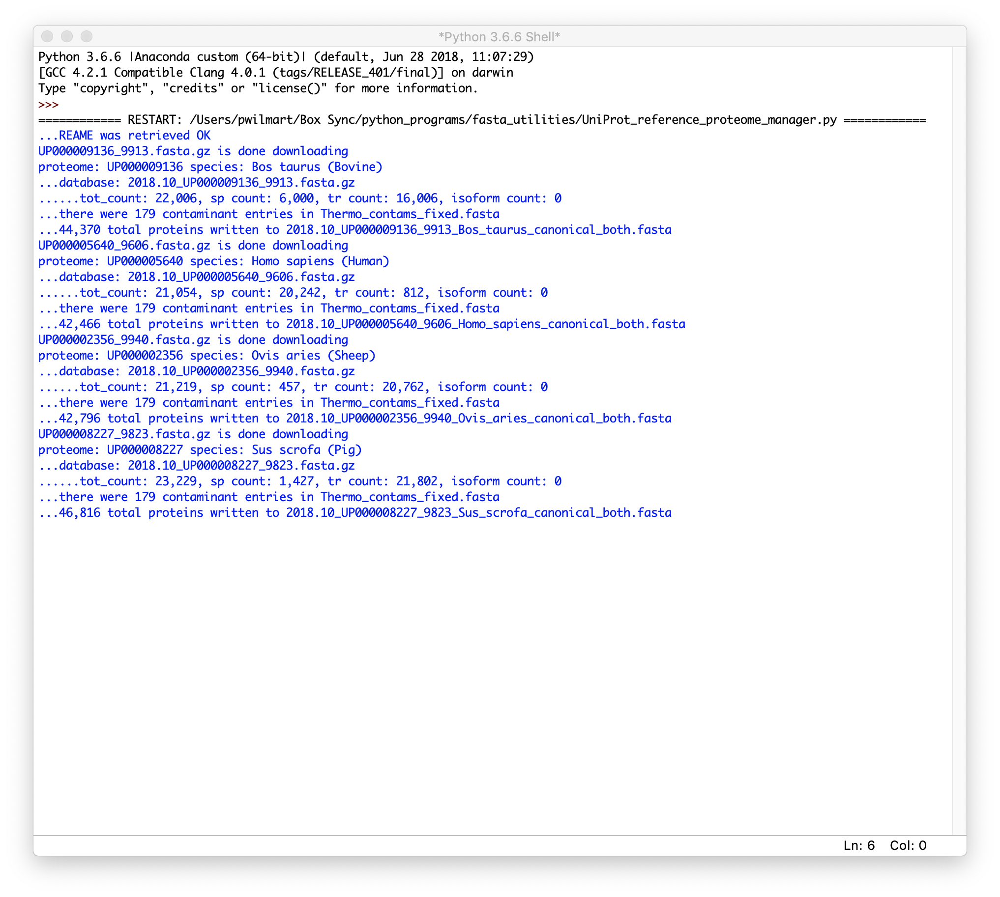 *Python 3.6.6 Shell*
Python 3.6.6 |Anaconda custom (64-bit)| (default, Jun 28 2018, 11:07:29)
[GCC 4.2.1 Compatible Clang 4.0.1 (tags/RELEASE_401/final)] on darwin
Type "copyright", "credits" or "license()" for more information.
>>>
============ RESTART: /Users/pwilmart/Box Sync/python_programs/fasta_utilities/UniProt_reference_proteome_manager.py ============
...REAME was retrieved OK
UP000009136_9913.fasta.gz is done downloading
proteome: UP000009136 species: Bos taurus (Bovine)
...database: 2018.10_UP000009136_9913.fasta.gz
......tot_count: 22,006, sp count: 6,000, tr count: 16,006, isoform count: 0
...there were 179 contaminant entries in Thermo_contams_fixed.fasta
...44,370 total proteins written to 2018.10_UP000009136_9913_Bos_taurus_canonical_both.fasta
UP000005640_9606.fasta.gz is done downloading
proteome: UP000005640 species: Homo sapiens (Human)
...database: 2018.10_UP000005640_9606.fasta.gz
......tot_count: 21,054, sp count: 20,242, tr count: 812, isoform count: 0
...there were 179 contaminant entries in Thermo_contams_fixed.fasta
...42,466 total proteins written to 2018.10_UP000005640_9606_Homo_sapiens_canonical_both.fasta
UP000002356_9940.fasta.gz is done downloading
proteome: UP000002356 species: Ovis aries (Sheep)
...database: 2018.10_UP000002356_9940.fasta.gz
......tot_count: 21,219, sp count: 457, tr count: 20,762, isoform count: 0
...there were 179 contaminant entries in Thermo_contams_fixed.fasta
...42,796 total proteins written to 2018.10_UP000002356_9940_Ovis_aries_canonical_both.fasta
UP000008227_9823.fasta.gz is done downloading
proteome: UP000008227 species: Sus scrofa (Pig)
...database: 2018.10_UP000008227_9823.fasta.gz
......tot_count: 23,229, sp count: 1,427, tr count: 21,802, isoform count: 0
...there were 179 contaminant entries in Thermo_contams_fixed.fasta
...46,816 total proteins written to 2018.10_UP000008227_9823_Sus_scrofa_canonical_both.fasta
Ln: 6 Col: 0